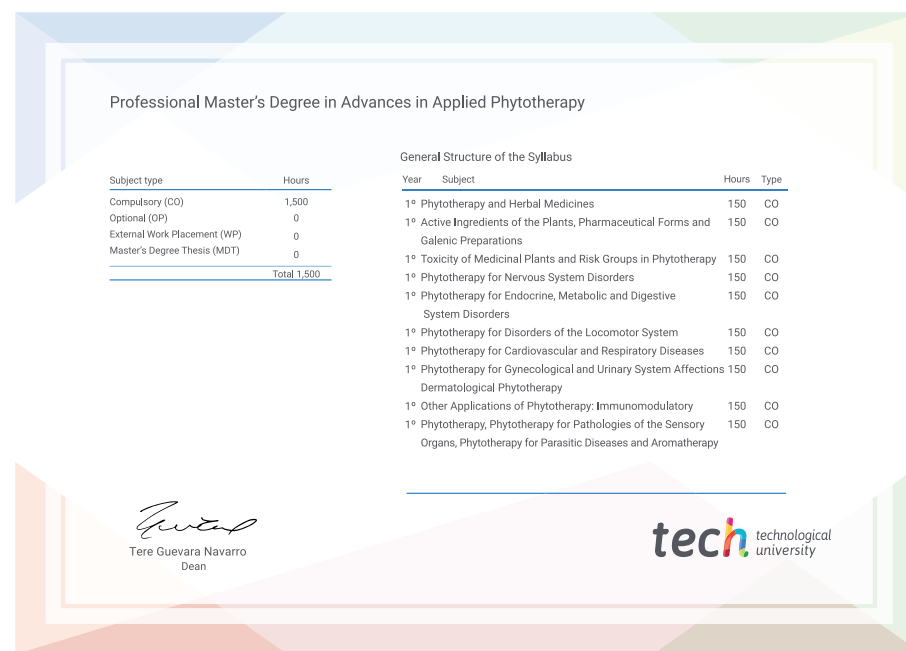 Professional Master's Degree in Advances in Applied Phytotherapy
General Structure of the Syllabus
Subject type Hours
Compulsory (CO) 1,500
Optional (OP) 0
External Work Placement (WP) 0
Master's Degree Thesis (MDT) 0
Total 1,500
Year Subject Hours Type
1º Phytotherapy and Herbal Medicines 150 CO
1º Active Ingredients of the Plants, Pharmaceutical Forms and 150 CO
Galenic Preparations
1º Toxicity of Medicinal Plants and Risk Groups in Phytotherapy 150 CO
1º Phytotherapy for Nervous System Disorders 150 CO
1º Phytotherapy for Endocrine, Metabolic and Digestive 150 CO
System Disorders
1º Phytotherapy for Disorders of the Locomotor System 150 CO
1º Phytotherapy for Cardiovascular and Respiratory Diseases 150 CO
1º Phytotherapy for Gynecological and Urinary System Affections 150 CO
Dermatological Phytotherapy
1º Other Applications of Phytotherapy: Immunomodulatory 150 CO
1º Phytotherapy, Phytotherapy for Pathologies of the Sensory 150 CO
Organs, Phytotherapy for Parasitic Diseases and Aromatherapy
Tere Guevara Navarro
Dean
tech technological
university